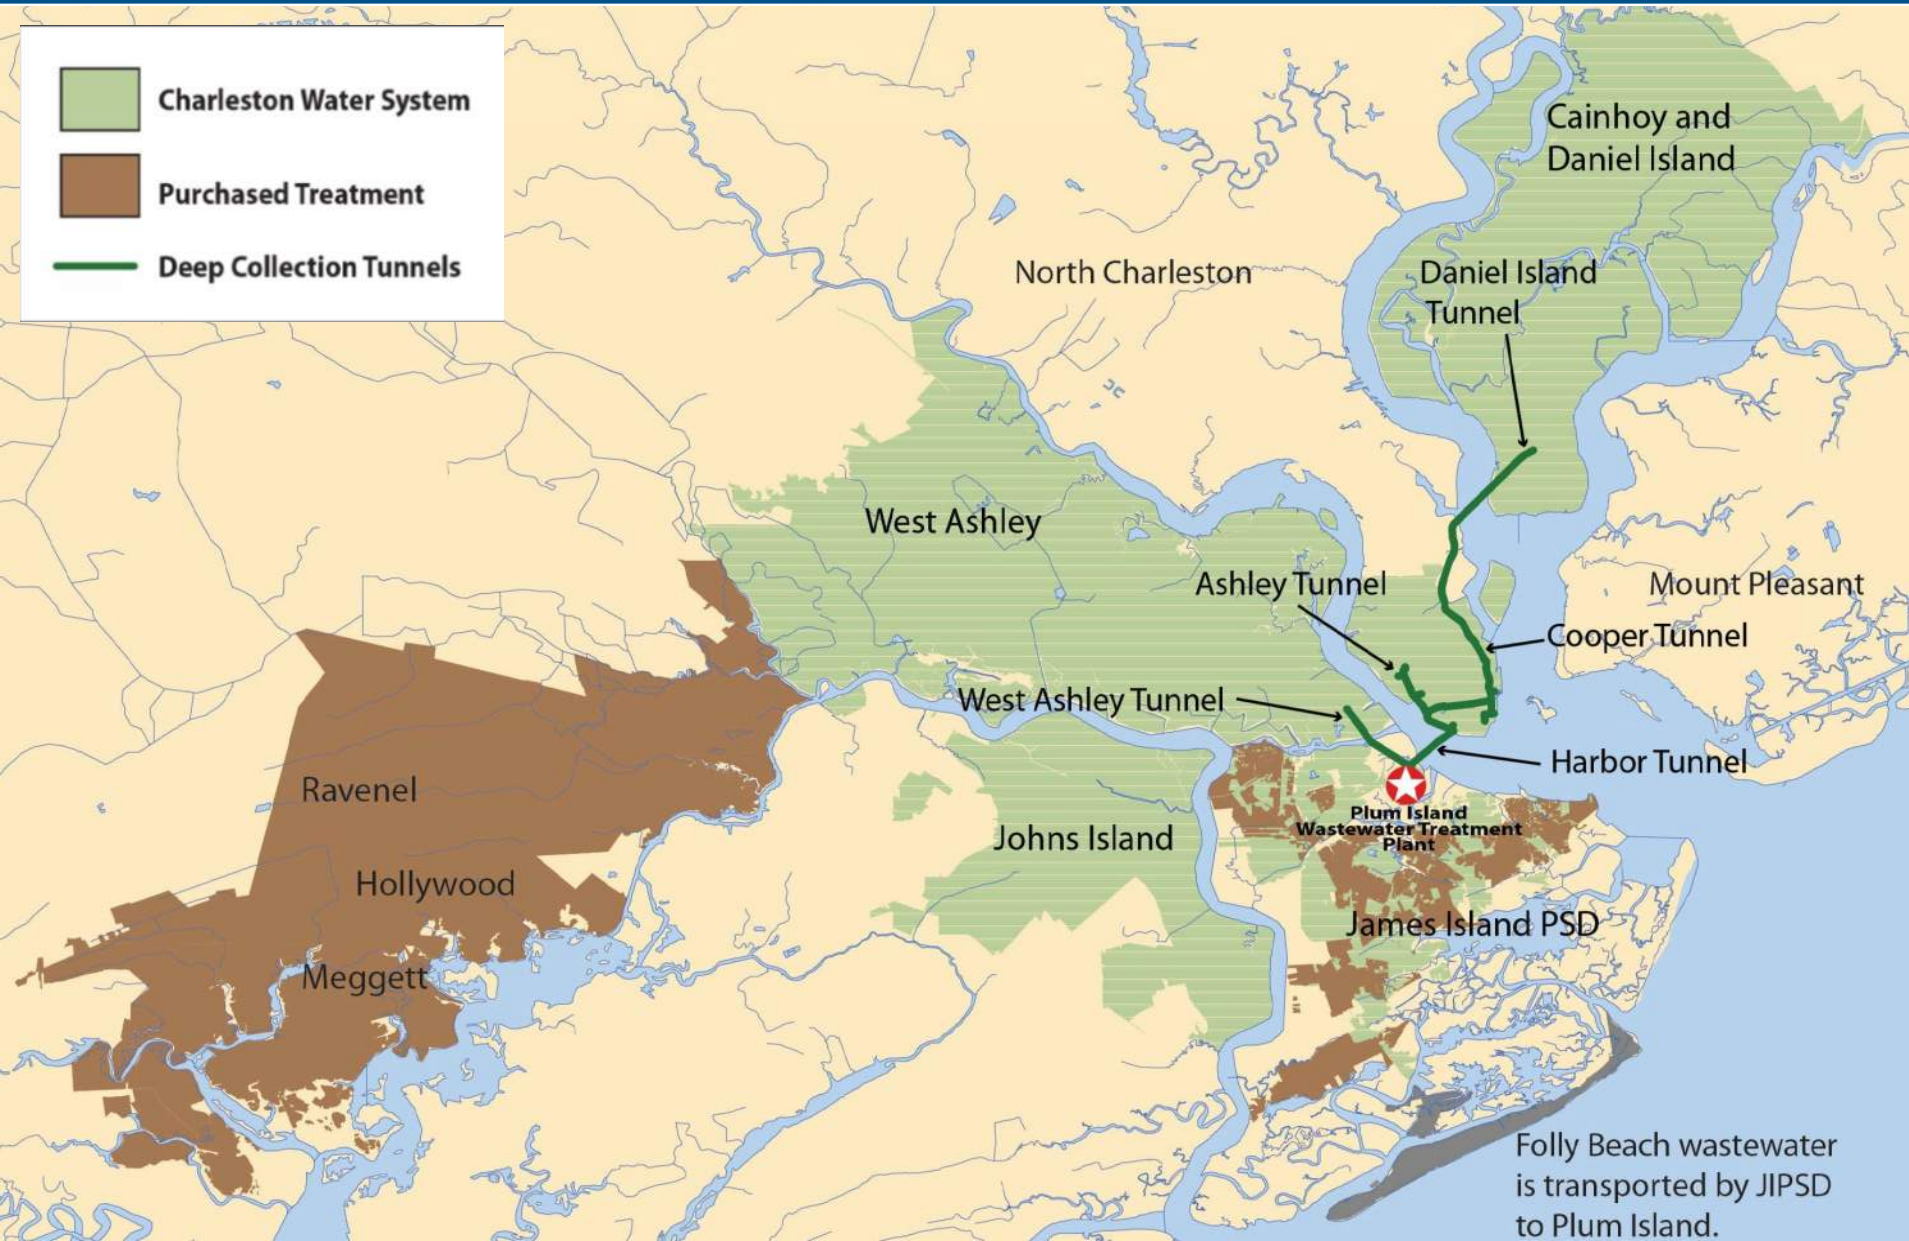 Charleston Water System
Purchased Treatment
Deep Collection Tunnels
Cainhoy and
Daniel Island
North Charleston
Daniel Island
Tunnel
West Ashley
Ashley Tunnel
Mount Pleasant
Cooper Tunnel
West Ashley Tunnel
Harbor Tunnel
Ravenel
Plum Island
Wastewater Treatment
Plant
Johns Island
Hollywood
James Island PSD
Meggett
Folly Beach wastewater
is transported by JIPSD
to Plum Island.